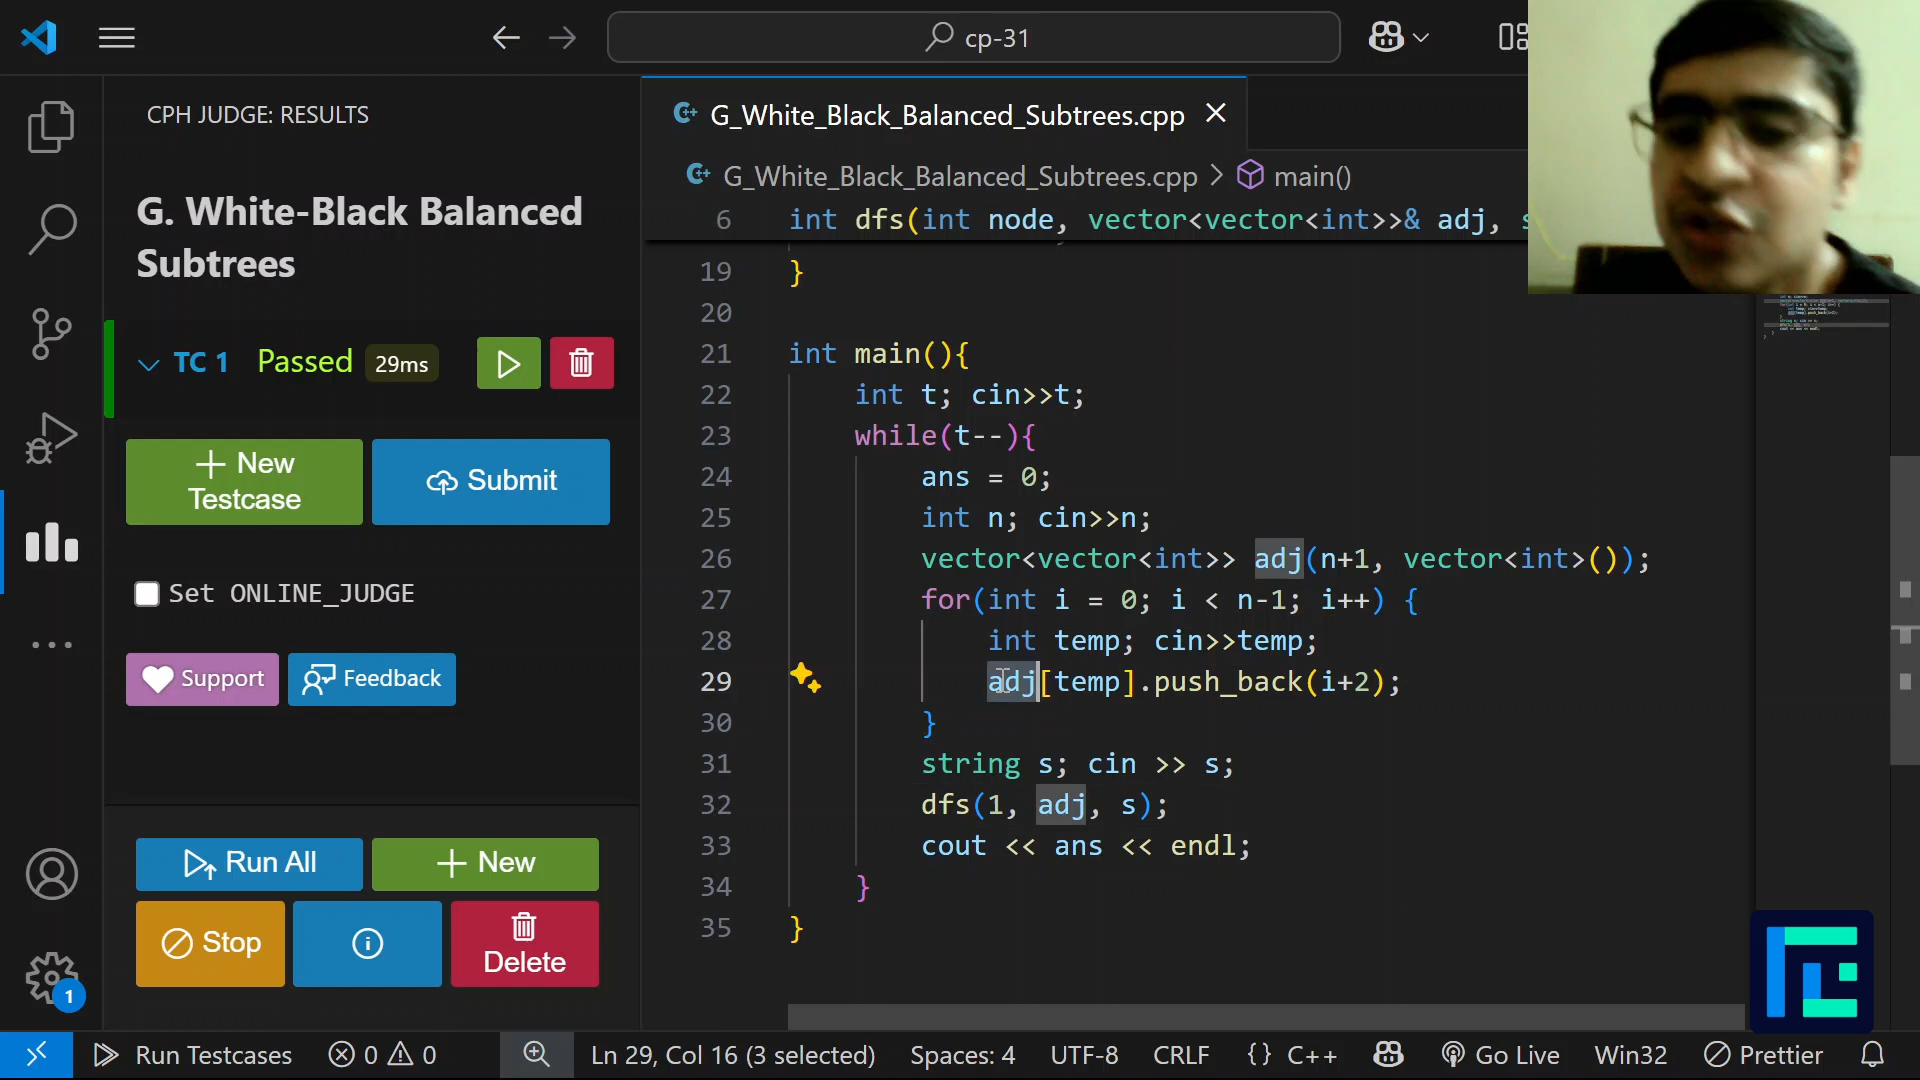 cp-31
CPH JUDGE: RESULTS
G. White-Black Balanced
Subtrees
TC 1 Passed 29ms
New
Testcase
Submit
Set ONLINE_JUDGE
Support
Feedback
Run All
New
Stop
Delete
G_White_Black_Balanced_Subtrees.cpp
G_White_Black_Balanced_Subtrees.cpp > main()
6 int dfs(int node, vector<vector<int>>& adj, s
19 }
20
21 int main(){
22 int t; cin>>t;
23 while(t--){
24 ans = 0;
25 int n; cin>>n;
26 vector<vector<int>> adj(n+1, vector<int>());
27 for(int i = 0; i < n-1; i++) {
28 int temp; cin>>temp;
29 adj[temp].push_back(i+2);
30 }
31 string s; cin >> s;
32 dfs(1, adj, s);
33 cout << ans << endl;
34 }
35 }
1
Run Testcases 0 0 Ln 29, Col 16 (3 selected) Spaces: 4 UTF-8 CRLF {} C++ Go Live Win32 Prettier